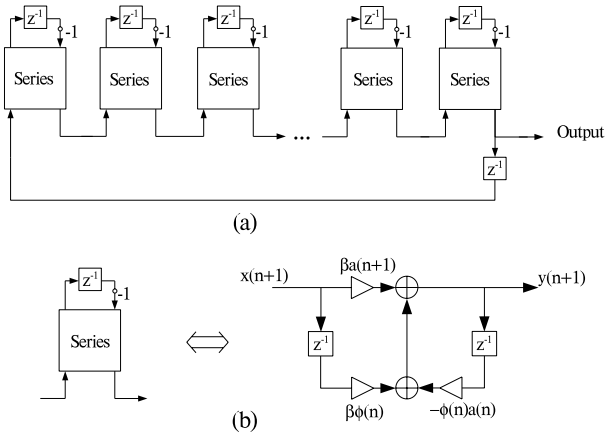 z⁻¹ z⁻¹ z⁻¹ z⁻¹ z⁻¹
-1 -1 -1 -1 -1
Series Series Series Series Series
... Output
z⁻¹
(a)
x(n+1) βa(n+1) y(n+1)
z⁻¹
-1
Series z⁻¹ z⁻¹
βϕ(n) −ϕ(n)a(n)
(b)